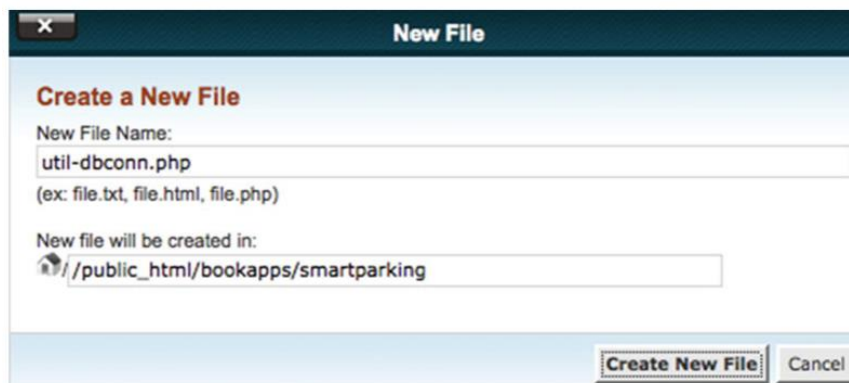 New File
Create a New File
New File Name:
util-dbconn.php
(ex: file.txt, file.html, file.php)
New file will be created in:
//public_html/bookapps/smartparking
Create New File
Cancel